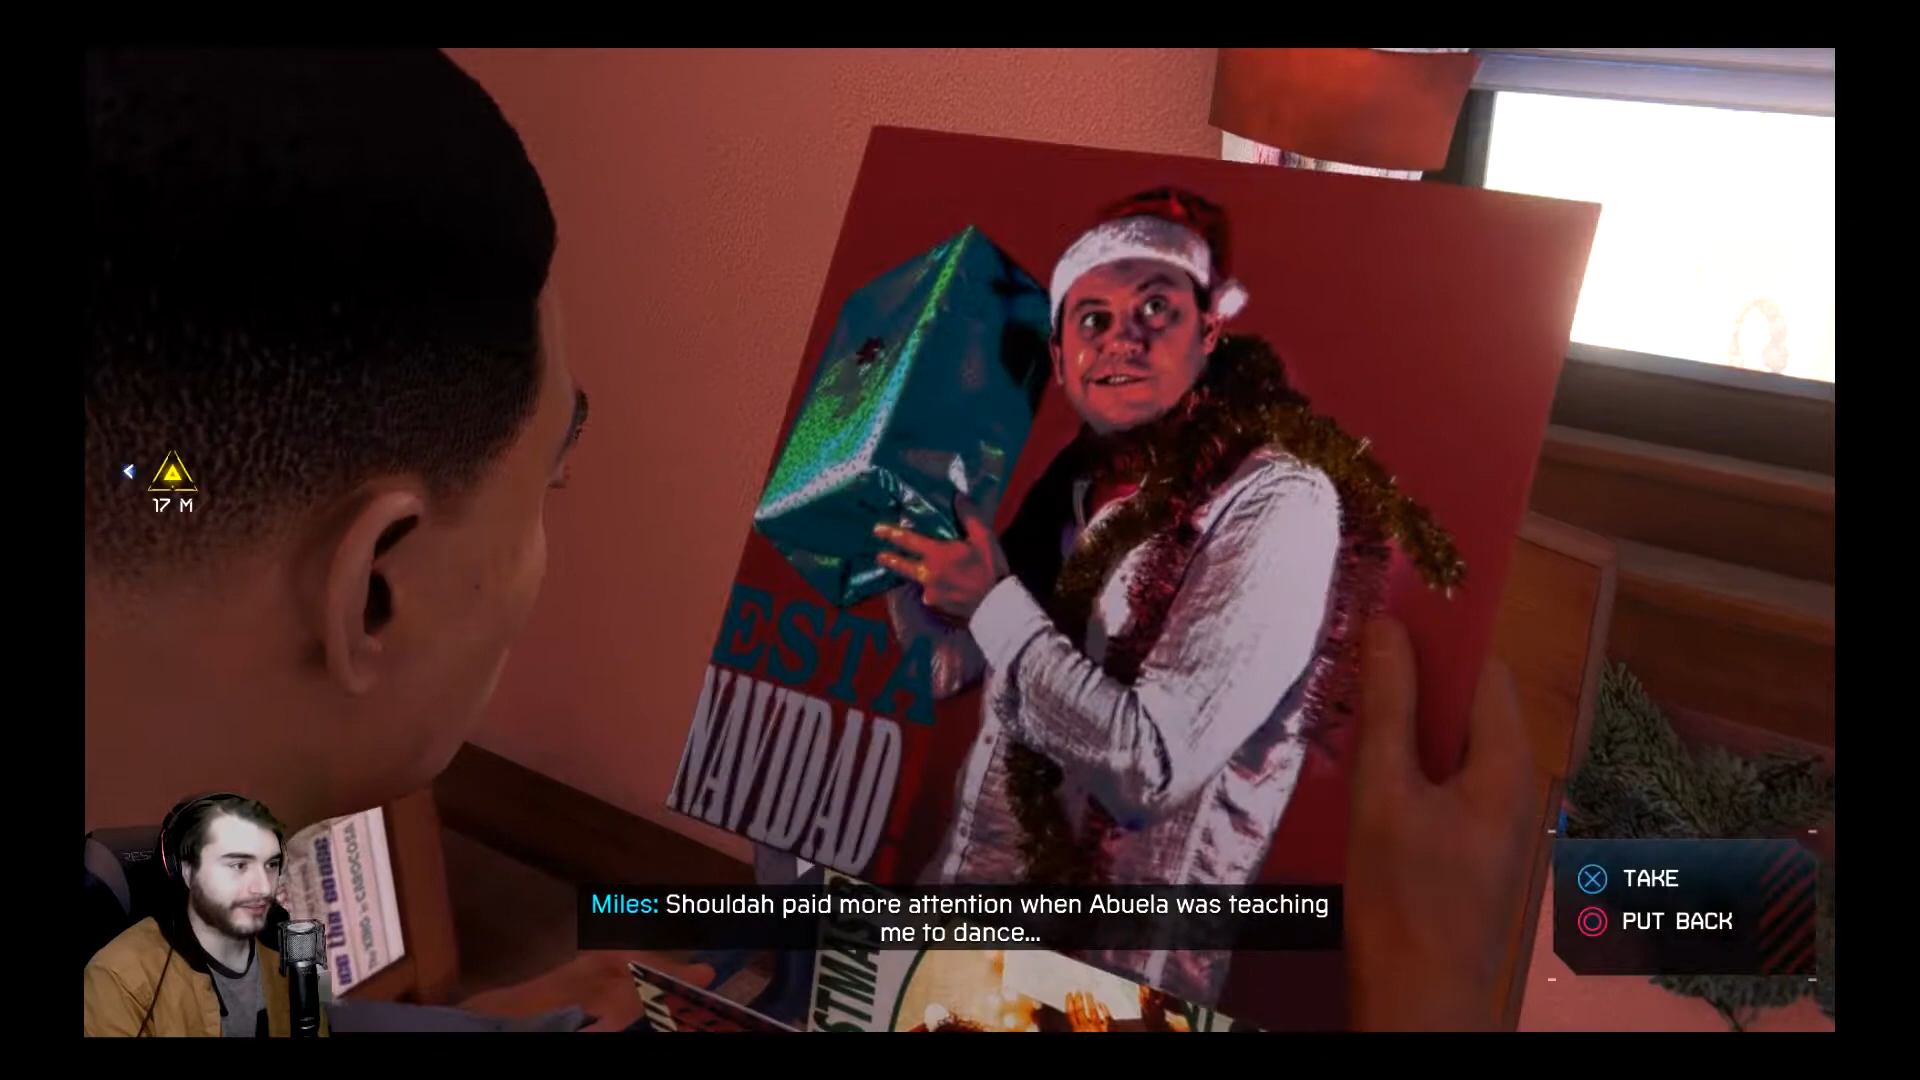 17 M
ESTA
NAVIDAD
Miles: Shouldah paid more attention when Abuela was teaching
me to dance...
TAKE
PUT BACK